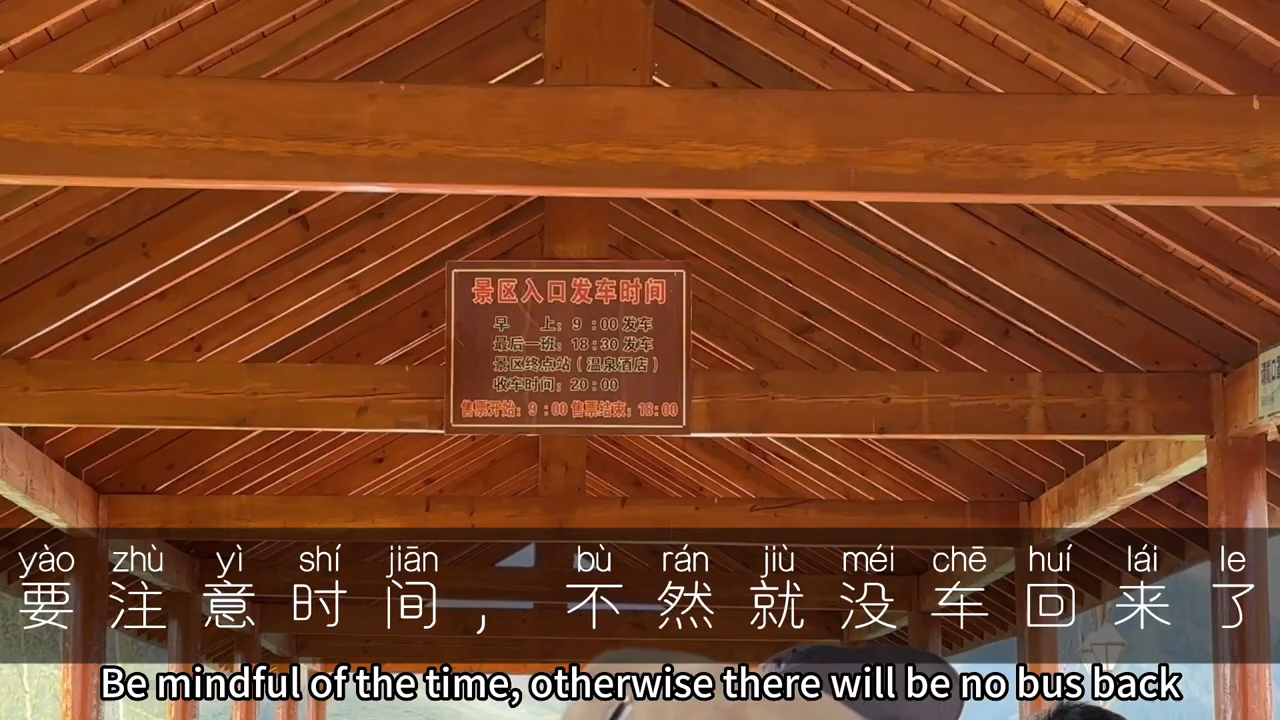 景区入口发车时间
早 上：9：00 发车
最后一班：18：30 发车
景区终点站（温泉酒店）
收车时间：20：00
售票开始：9：00 售票结束：18：00
yào zhù yì shí jiān bù rán jiù méi chē huí lái le
要注意时间，不然就没车回来了
Be mindful of the time, otherwise there will be no bus back